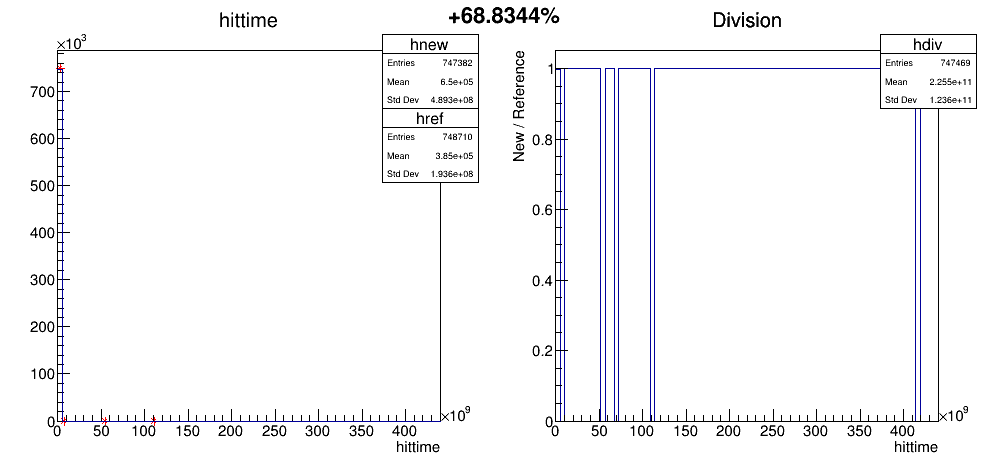 +68.8344%
hittime
×10³
hnew
Entries 747382
Mean 6.5e+05
Std Dev 4.893e+08
href
Entries 748710
Mean 3.85e+05
Std Dev 1.936e+08
700
600
500
400
300
200
100
0
0 50 100 150 200 250 300 350 400
×10⁹
hittime
Division
hdiv
Entries 747469
Mean 2.255e+11
Std Dev 1.236e+11
New / Reference
1
0.8
0.6
0.4
0.2
0
0 50 100 150 200 250 300 350 400
×10⁹
hittime